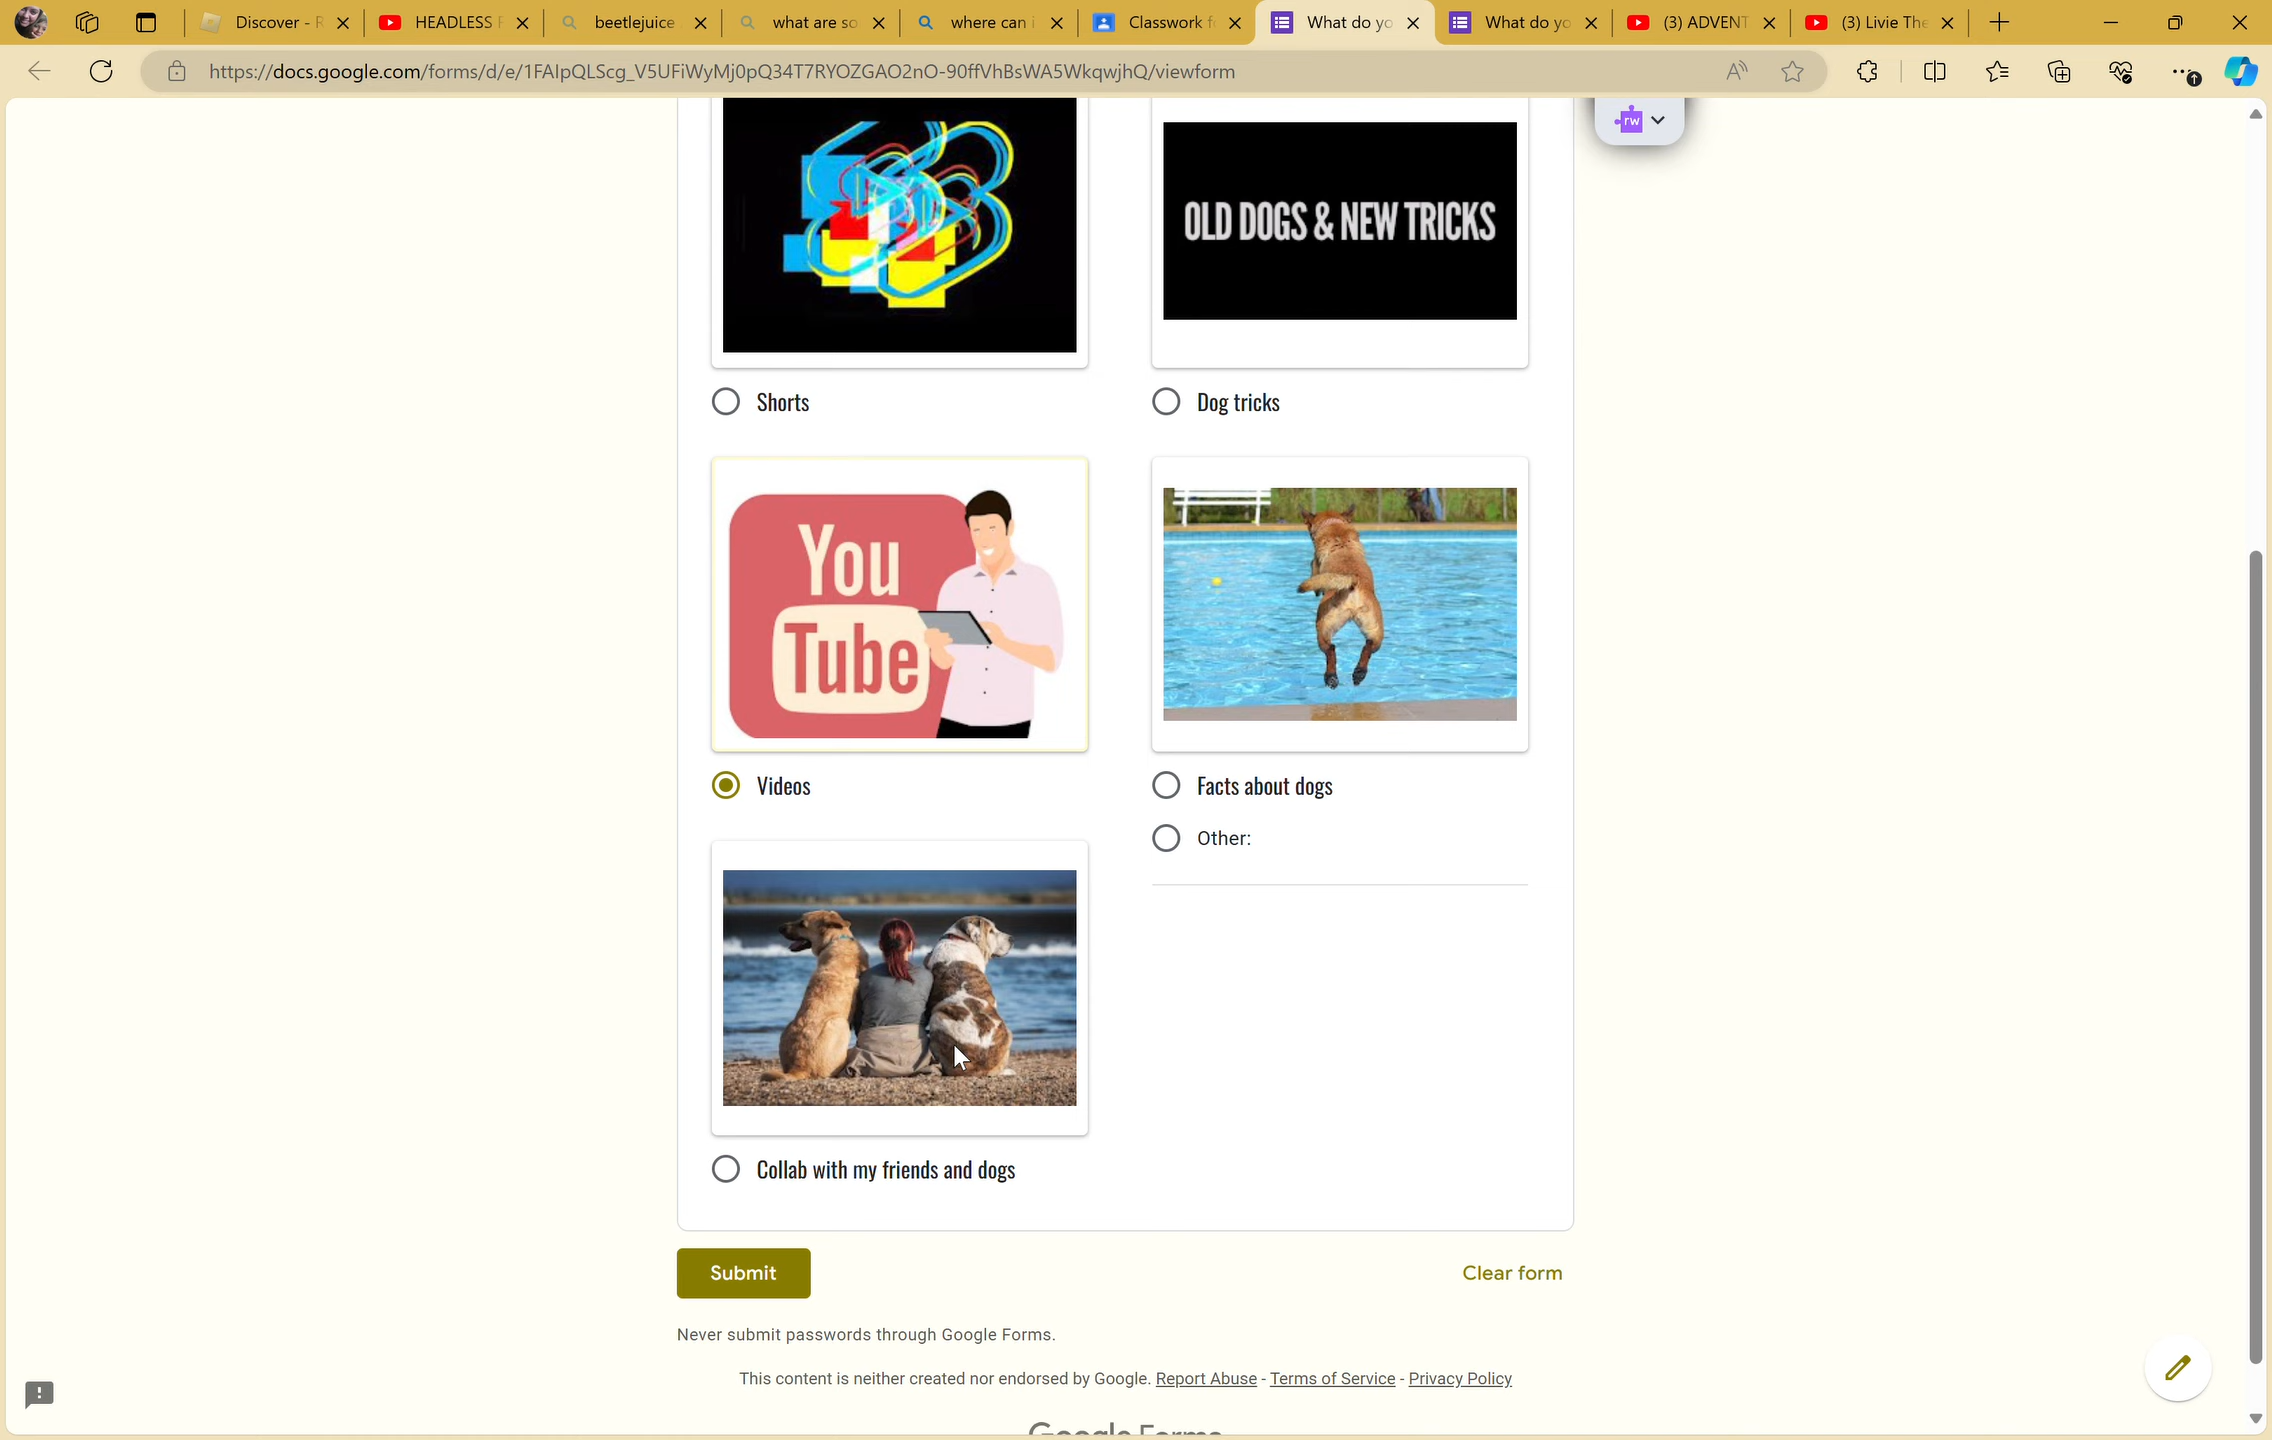 Discover - R
HEADLESS F
beetlejuice
what are so
where can i
Classwork f
What do yo
What do yo
(3) ADVENT
(3) Livie The
https://docs.google.com/forms/d/e/1FAIpQLScg_V5UFiWyMj0pQ34T7RYOZGAO2nO-90ffVhBsWA5WkqwjhQ/viewform
rw
OLD DOGS & NEW TRICKS
Shorts
Dog tricks
You
Tube
Videos
Facts about dogs
Other:
Collab with my friends and dogs
Submit
Clear form
Never submit passwords through Google Forms.
This content is neither created nor endorsed by Google. Report Abuse - Terms of Service - Privacy Policy
Google Forms